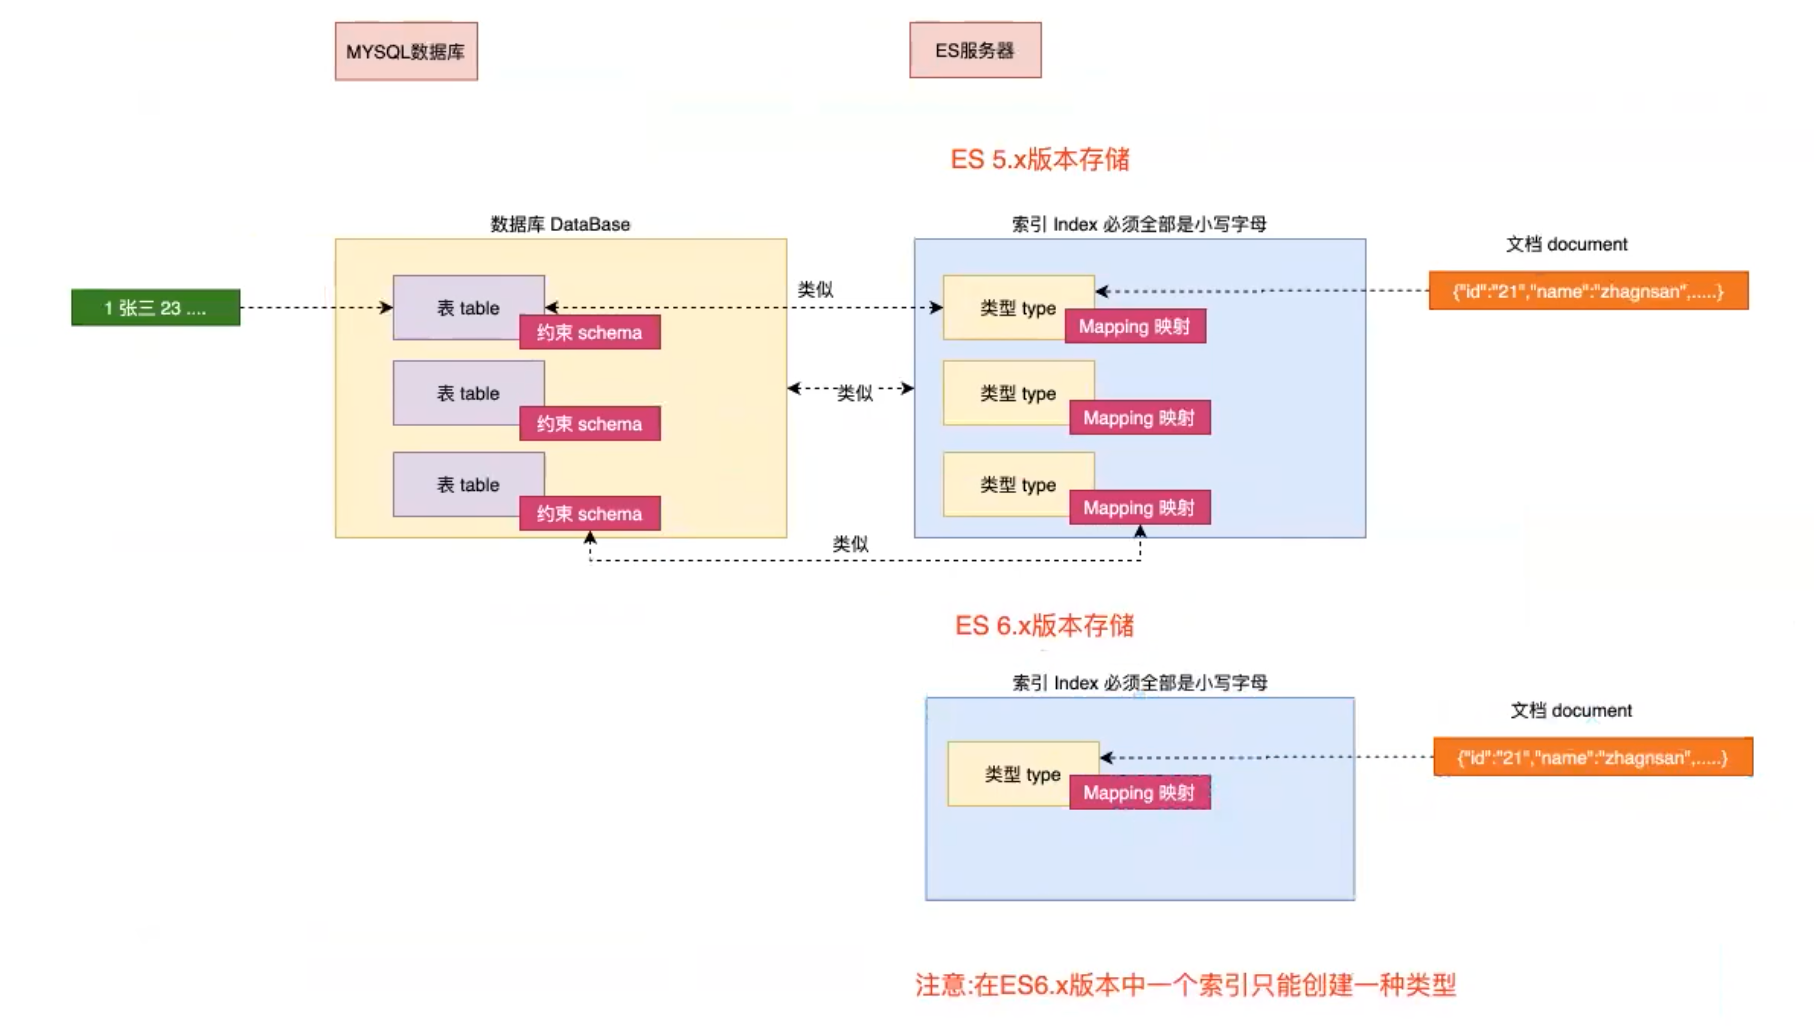 MYSQL数据库
ES服务器
ES 5.x版本存储
数据库 DataBase
索引 Index 必须全部是小写字母
文档 document
1 张三 23 ....
表 table
约束 schema
类似
类型 type
Mapping 映射
{"id":"21","name":"zhagnsan",.....}
表 table
约束 schema
类似
类型 type
Mapping 映射
表 table
约束 schema
类型 type
Mapping 映射
类似
ES 6.x版本存储
索引 Index 必须全部是小写字母
文档 document
类型 type
Mapping 映射
{"id":"21","name":"zhagnsan",.....}
注意:在ES6.x版本中一个索引只能创建一种类型